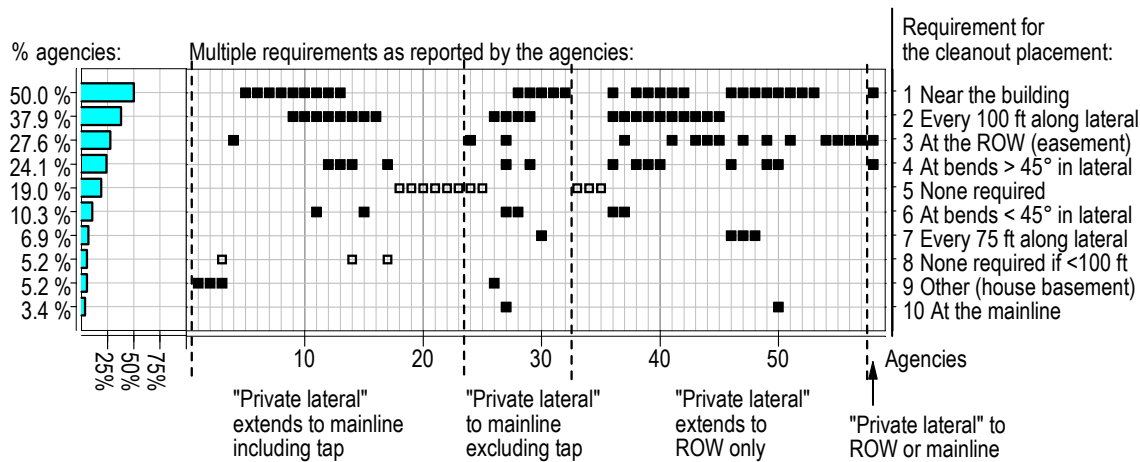 % agencies:
Multiple requirements as reported by the agencies:
Requirement for
the cleanout placement:
50.0 %
37.9 %
27.6 %
24.1 %
19.0 %
10.3 %
6.9 %
5.2 %
5.2 %
3.4 %
1 Near the building
2 Every 100 ft along lateral
3 At the ROW (easement)
4 At bends > 45° in lateral
5 None required
6 At bends < 45° in lateral
7 Every 75 ft along lateral
8 None required if <100 ft
9 Other (house basement)
10 At the mainline
25%
50%
75%
10
20
30
40
50
Agencies
"Private lateral"
extends to mainline
including tap
"Private lateral"
to mainline
excluding tap
"Private lateral"
extends to
ROW only
"Private lateral" to
ROW or mainline